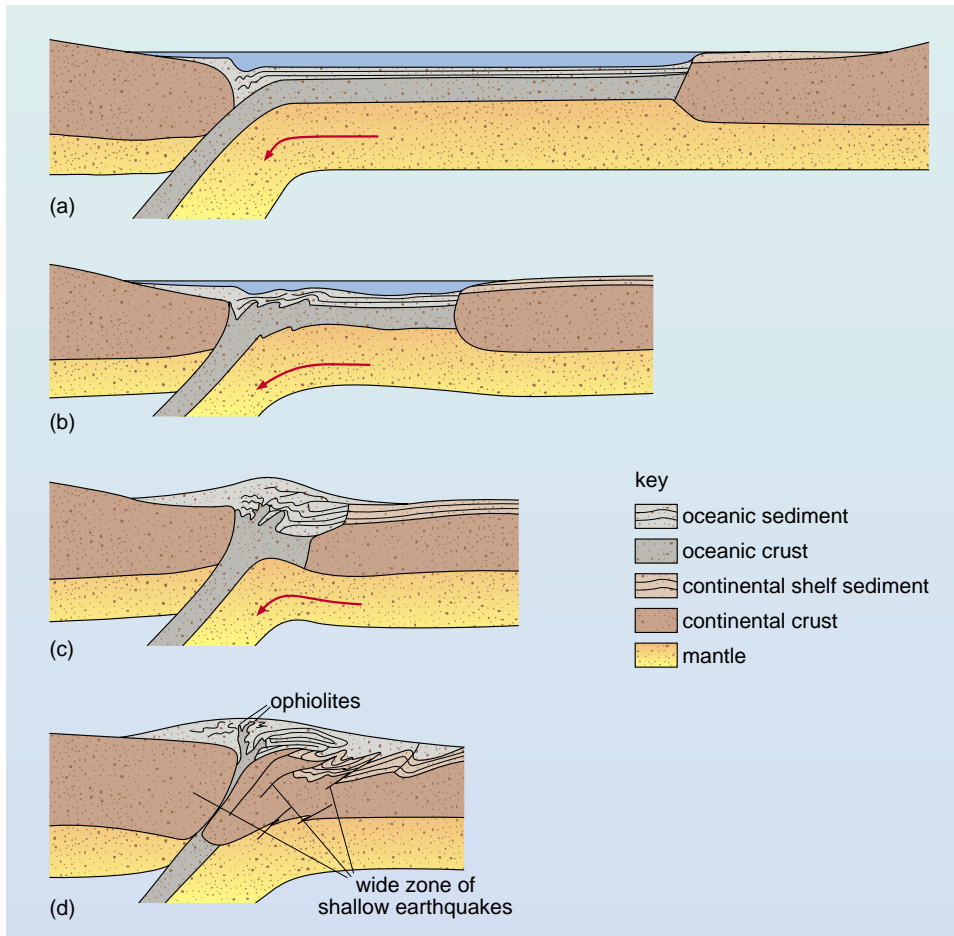 (a)
(b)
(c)
key
oceanic sediment
oceanic crust
continental shelf sediment
continental crust
mantle
ophiolites
wide zone of
shallow earthquakes
(d)